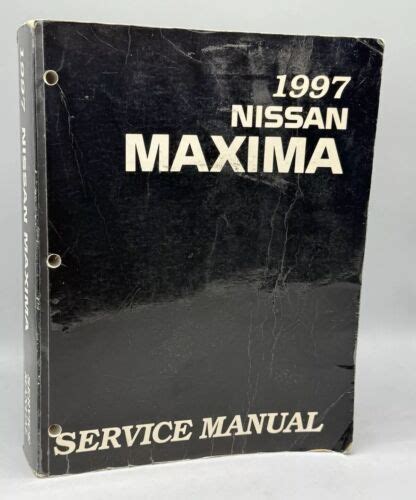 1997
NISSAN
MAXIMA
SERVICE MANUAL
1997 NISSAN MAXIMA